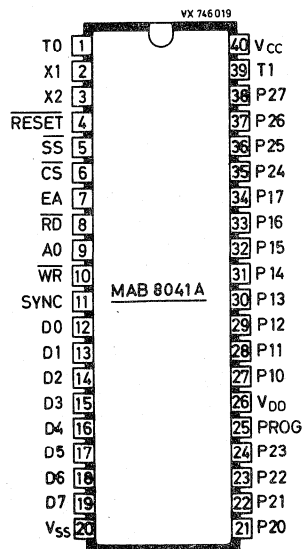 VX 746019
T0 1 40 VCC
X1 2 39 T1
X2 3 38 P27
RESET 4 37 P26
SS 5 36 P25
CS 6 35 P24
EA 7 34 P17
RD 8 33 P16
A0 9 32 P15
WR 10 31 P14
SYNC 11 MAB 8041A 30 P13
D0 12 29 P12
D1 13 28 P11
D2 14 27 P10
D3 15 26 VDD
D4 16 25 PROG
D5 17 24 P23
D6 18 23 P22
D7 19 22 P21
VSS 20 21 P20